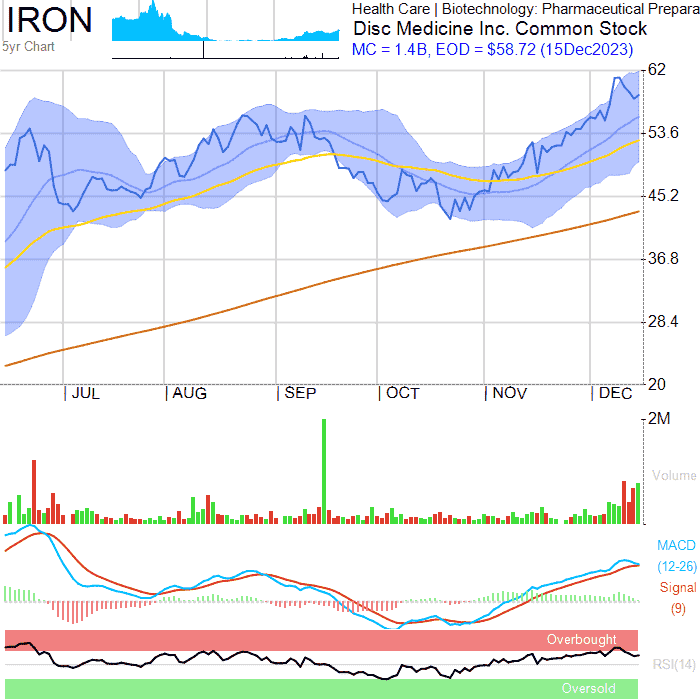 IRON
5yr Chart
Health Care | Biotechnology: Pharmaceutical Prepara
Disc Medicine Inc. Common Stock
MC = 1.4B, EOD = $58.72 (15Dec2023)
62
53.6
45.2
36.8
28.4
20
JUL AUG SEP OCT NOV DEC
2M
Volume
MACD
(12-26)
Signal
(9)
Overbought
RSI(14)
Oversold